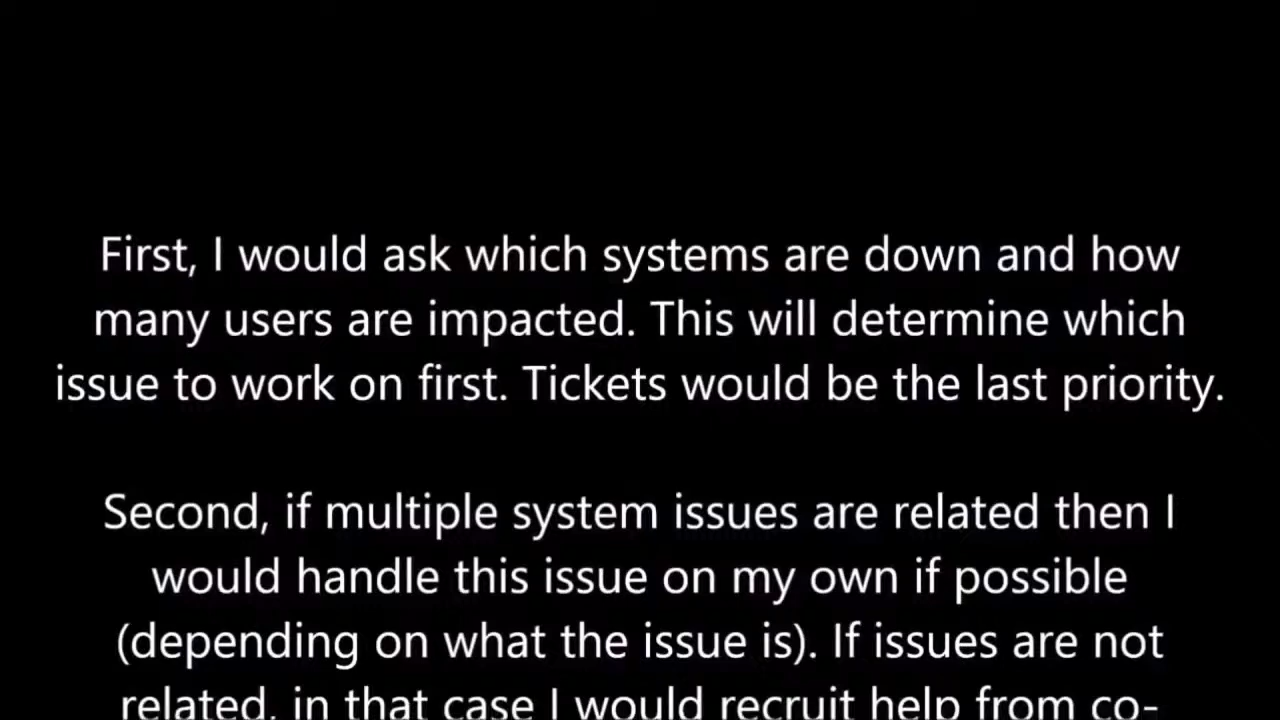 First, I would ask which systems are down and how
many users are impacted. This will determine which
issue to work on first. Tickets would be the last priority.
Second, if multiple system issues are related then I
would handle this issue on my own if possible
(depending on what the issue is). If issues are not
related, in that case I would recruit help from co-